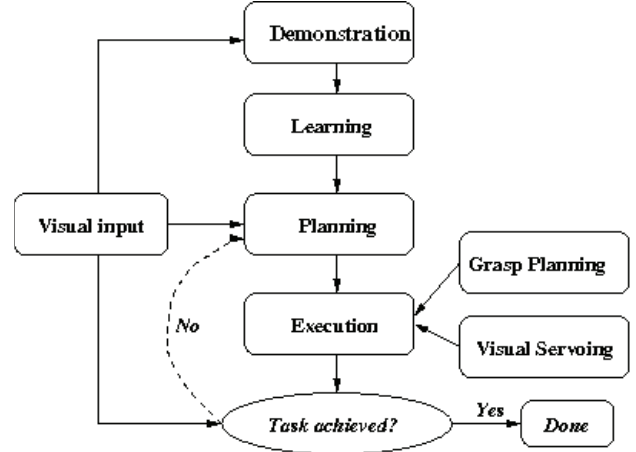 Demonstration
Learning
Visual input
Planning
Grasp Planning
No
Execution
Visual Servoing
Task achieved?
Yes
Done